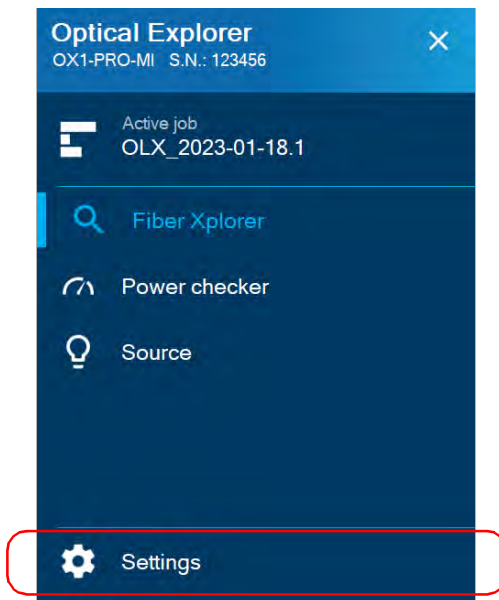 Optical Explorer
OX1-PRO-MI S.N.: 123456
Active job
OLX_2023-01-18.1
Fiber Xplorer
Power checker
Source
Settings